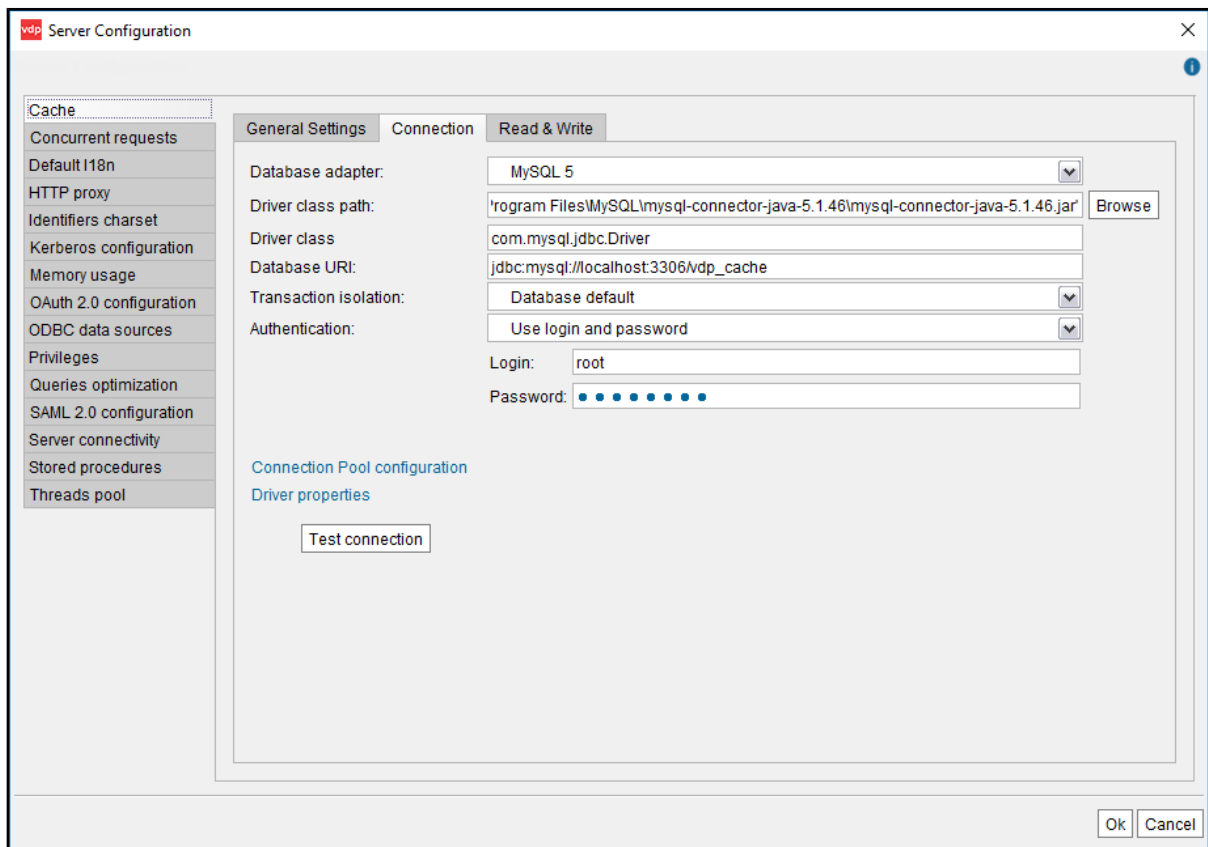 vdp Server Configuration
Cache
Concurrent requests
Default I18n
HTTP proxy
Identifiers charset
Kerberos configuration
Memory usage
OAuth 2.0 configuration
ODBC data sources
Privileges
Queries optimization
SAML 2.0 configuration
Server connectivity
Stored procedures
Threads pool
General Settings Connection Read & Write
Database adapter: MySQL 5
Driver class path: 'rogram Files\MySQL\mysql-connector-java-5.1.46\mysql-connector-java-5.1.46.jar' Browse
Driver class com.mysql.jdbc.Driver
Database URI: jdbc:mysql://localhost:3306/vdp_cache
Transaction isolation: Database default
Authentication: Use login and password
Login: root
Password:
Connection Pool configuration
Driver properties
Test connection
Ok Cancel